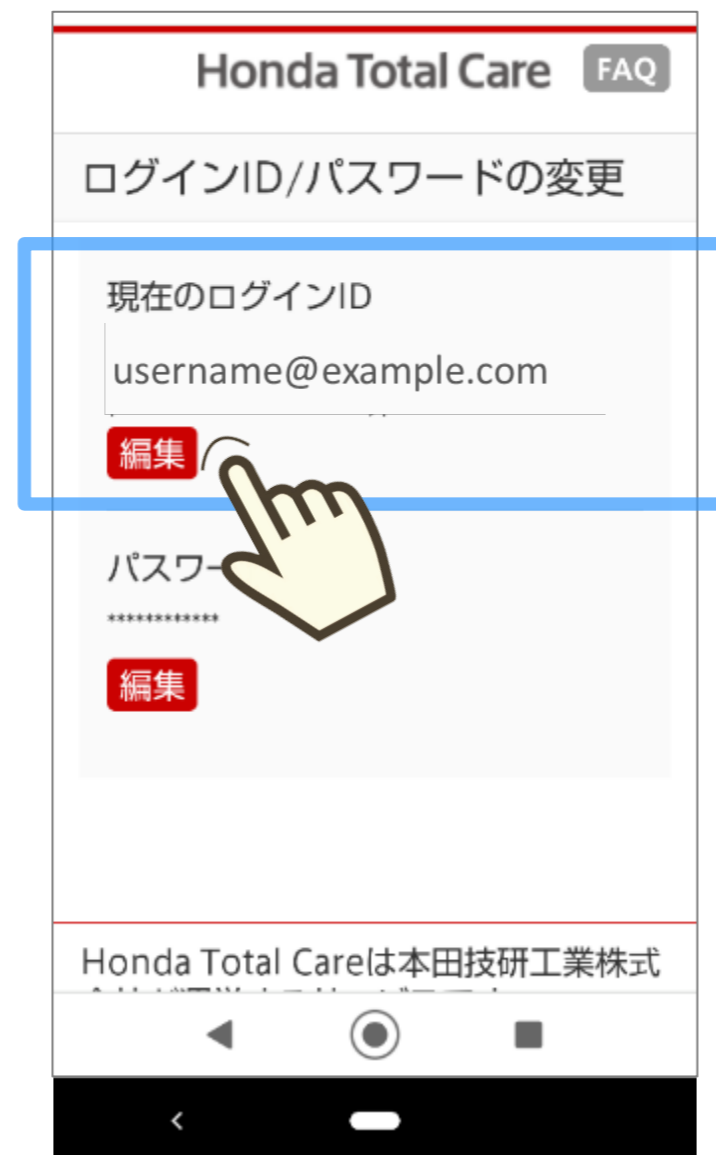 Honda Total Care FAQ
ログインID/パスワードの変更
現在のログインID
username@example.com
編集
パスワー
************
編集
Honda Total Careは本田技研工業株式